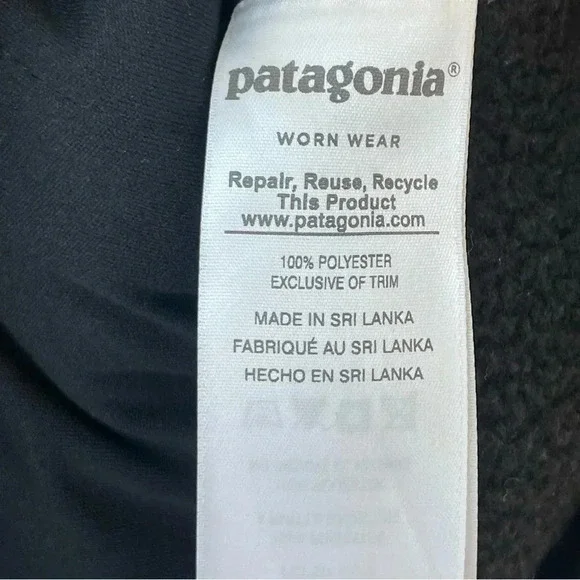 patagonia®
WORN WEAR
Repair, Reuse, Recycle
This Product
www.patagonia.com
100% POLYESTER
EXCLUSIVE OF TRIM
MADE IN SRI LANKA
FABRIQUÉ AU SRI LANKA
HECHO EN SRI LANKA